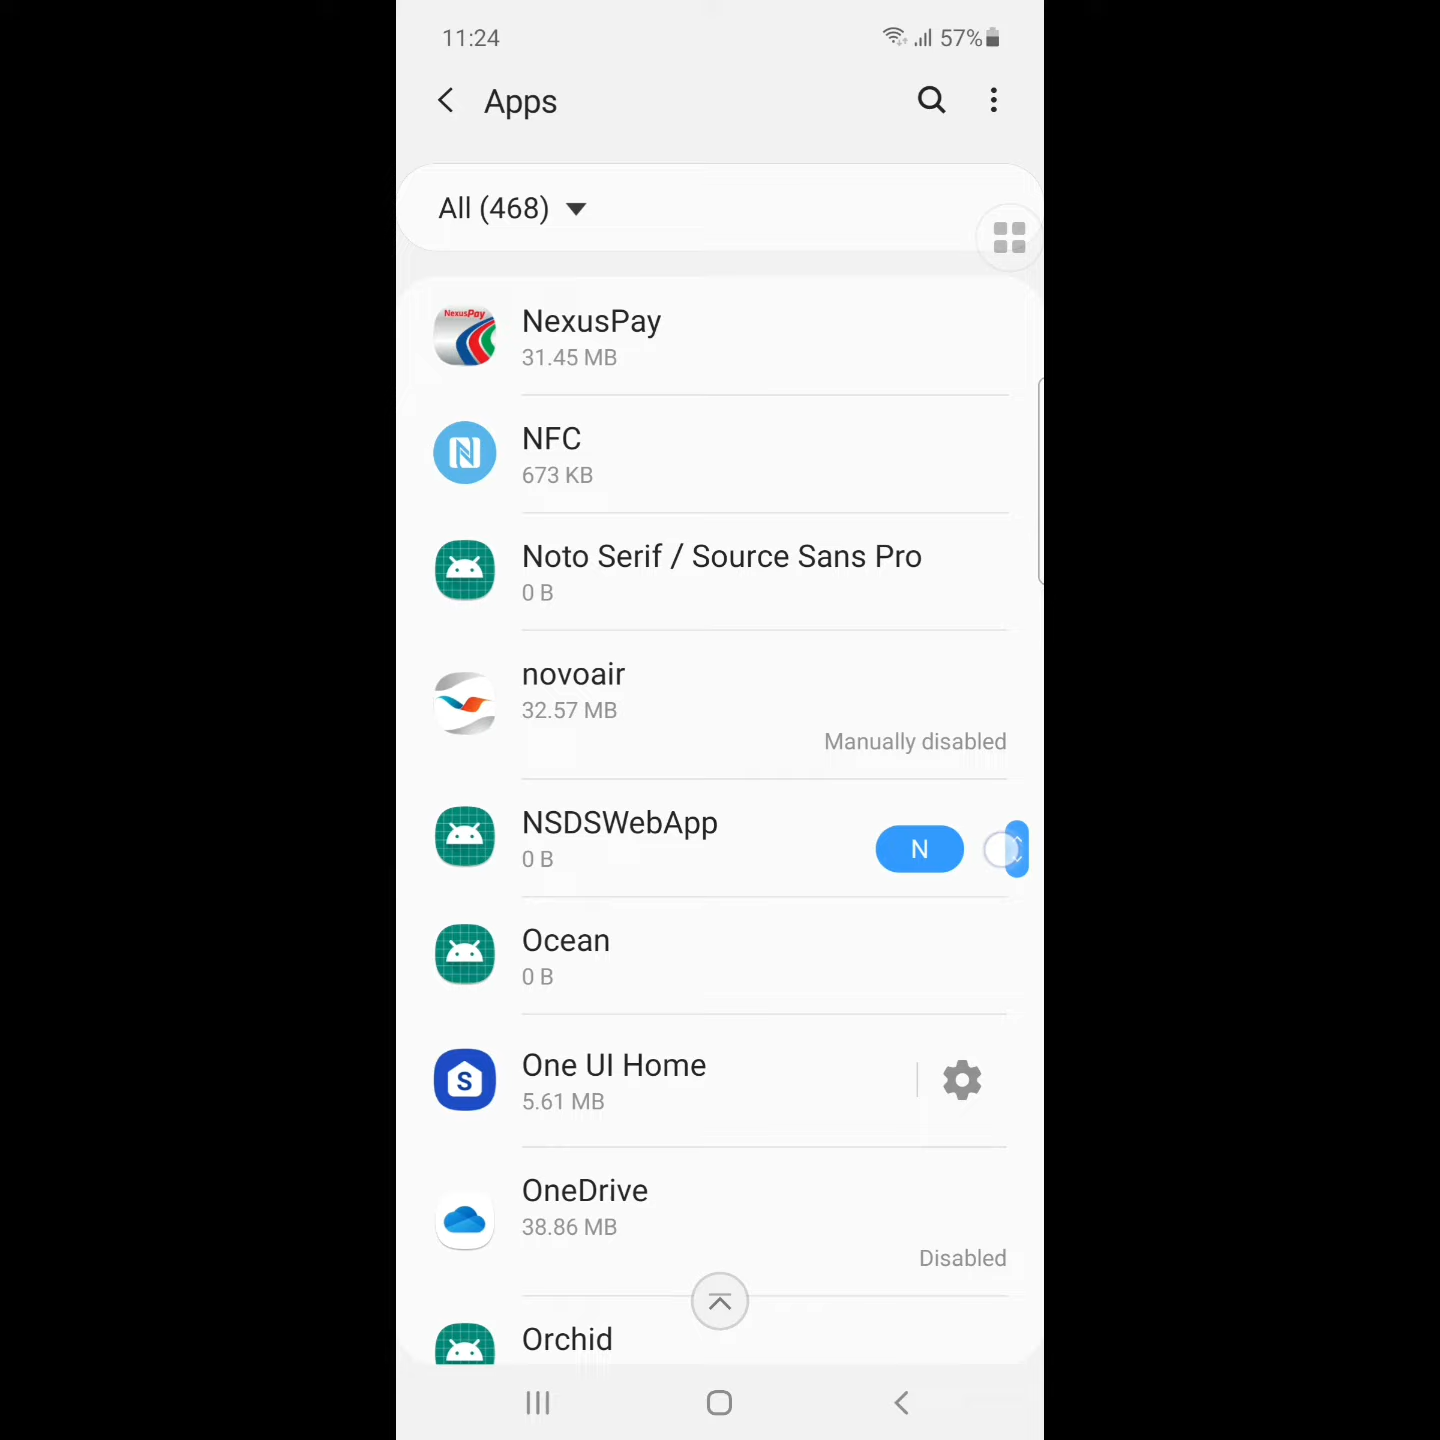 11:24
57%
Apps
All (468)
NexusPay
NexusPay
31.45 MB
NFC
673 KB
Noto Serif / Source Sans Pro
0 B
novoair
32.57 MB
Manually disabled
NSDSWebApp
0 B
N
Ocean
0 B
S
One UI Home
5.61 MB
OneDrive
38.86 MB
Disabled
Orchid